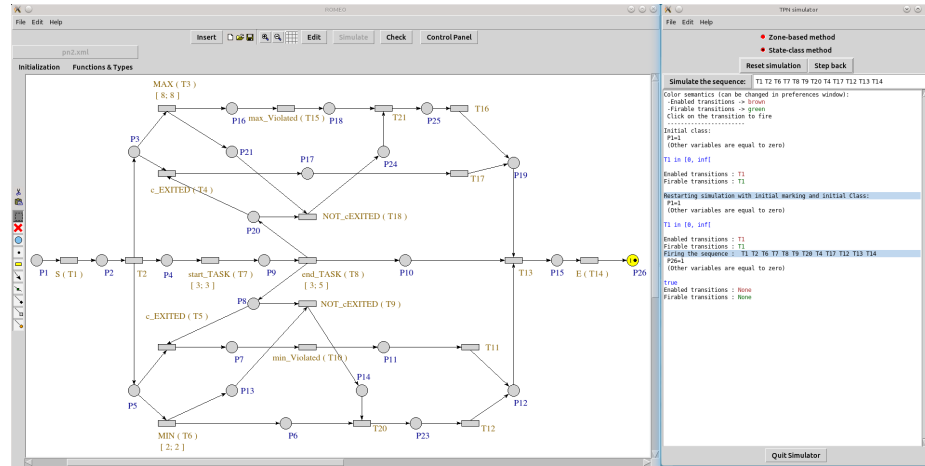 ROMEO
File Edit Help
Insert
Edit
Simulate
Check
Control Panel
pn2.xml
Initialization Functions & Types
MAX ( T3 )
[ 8; 8 ]
P16
max_Violated ( T15 )
P18
T21
P25
T16
P3
P21
P17
P24
P19
c_EXITED ( T4 )
T17
P20
NOT_cEXITED ( T18 )
P1
S ( T1 )
P2
T2
P4
start_TASK ( T7 )
[ 3; 3 ]
P9
end_TASK ( T8 )
[ 3; 5 ]
P10
T13
P15
E ( T14 )
P26
P8
NOT_cEXITED ( T9 )
c_EXITED ( T5 )
P7
min_Violated ( T10 )
P11
T11
P5
P13
P14
P12
MIN ( T6 )
[ 2; 2 ]
P6
T20
P23
T12
TPN simulator
File Edit Help
Zone-based method
State-class method
Reset simulation Step back
Simulate the sequence: T1 T2 T6 T7 T8 T9 T20 T4 T17 T12 T13 T14
Color semantics (can be changed in preferences window):
-Enabled transitions -> brown
-Firable transitions -> green
Click on the transition to fire
-----------------------
Initial class:
P1=1
(Other variables are equal to zero)
T1 in [0, inf[
Enabled transitions : T1
Firable transitions : T1
Restarting simulation with initial marking and initial Class:
P1=1
(Other variables are equal to zero)
T1 in [0, inf[
Enabled transitions : T1
Firable transitions : T1
Firing the sequence : T1 T2 T6 T7 T8 T9 T20 T4 T17 T12 T13 T14
P26=1
(Other variables are equal to zero)
true
Enabled transitions : None
Firable transitions : None
Quit Simulator